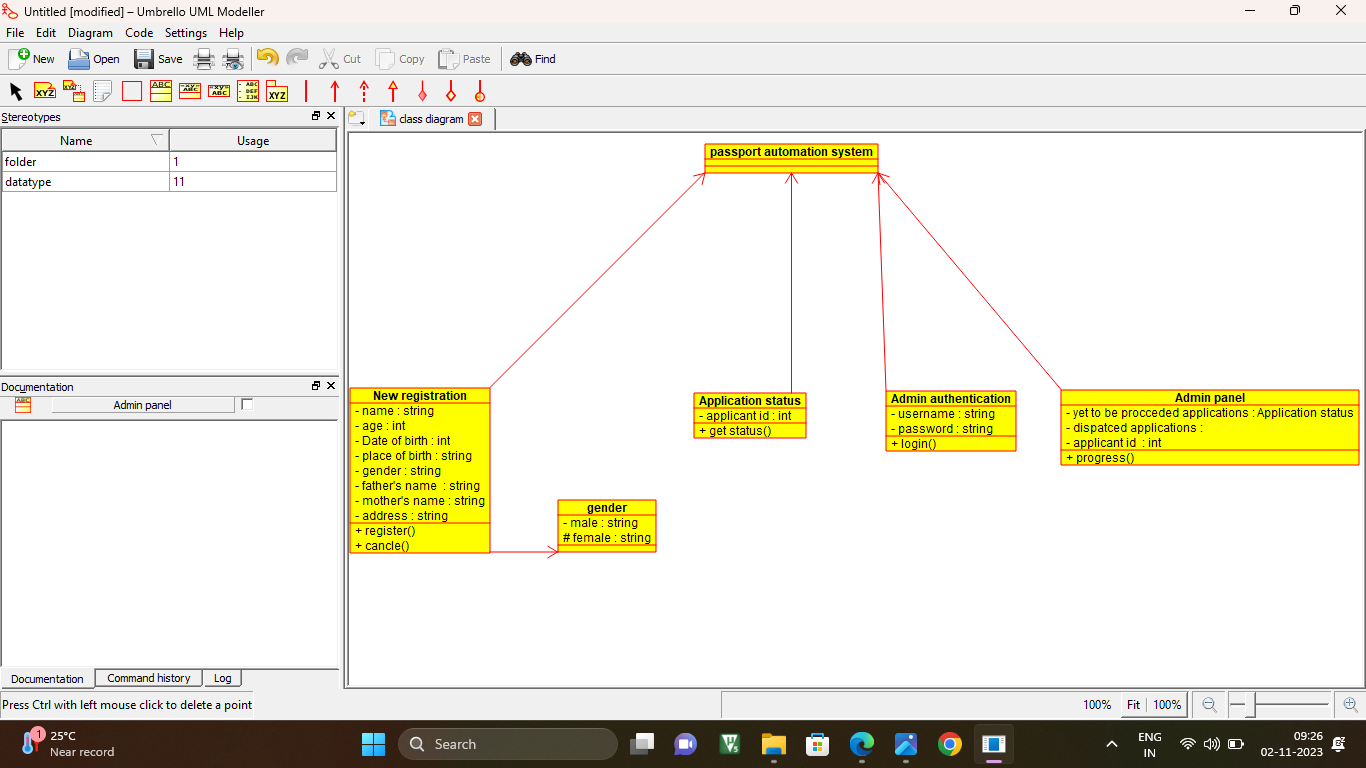 Untitled [modified] – Umbrello UML Modeller
File Edit Diagram Code Settings Help
New Open Save Cut Copy Paste Find
Stereotypes
Name Usage
folder 1
datatype 11
Documentation
Admin panel
Documentation Command history Log
class diagram
passport automation system
New registration
- name : string
- age : int
- Date of birth : int
- place of birth : string
- gender : string
- father's name : string
- mother's name : string
- address : string
+ register()
+ cancle()
gender
- male : string
# female : string
Application status
- applicant id : int
+ get status()
Admin authentication
- username : string
- password : string
+ login()
Admin panel
- yet to be procceded applications : Application status
- dispatced applications :
- applicant id : int
+ progress()
Press Ctrl with left mouse click to delete a point
100% Fit 100%
1
25°C
Near record
Search
ENG
IN
09:26
02-11-2023